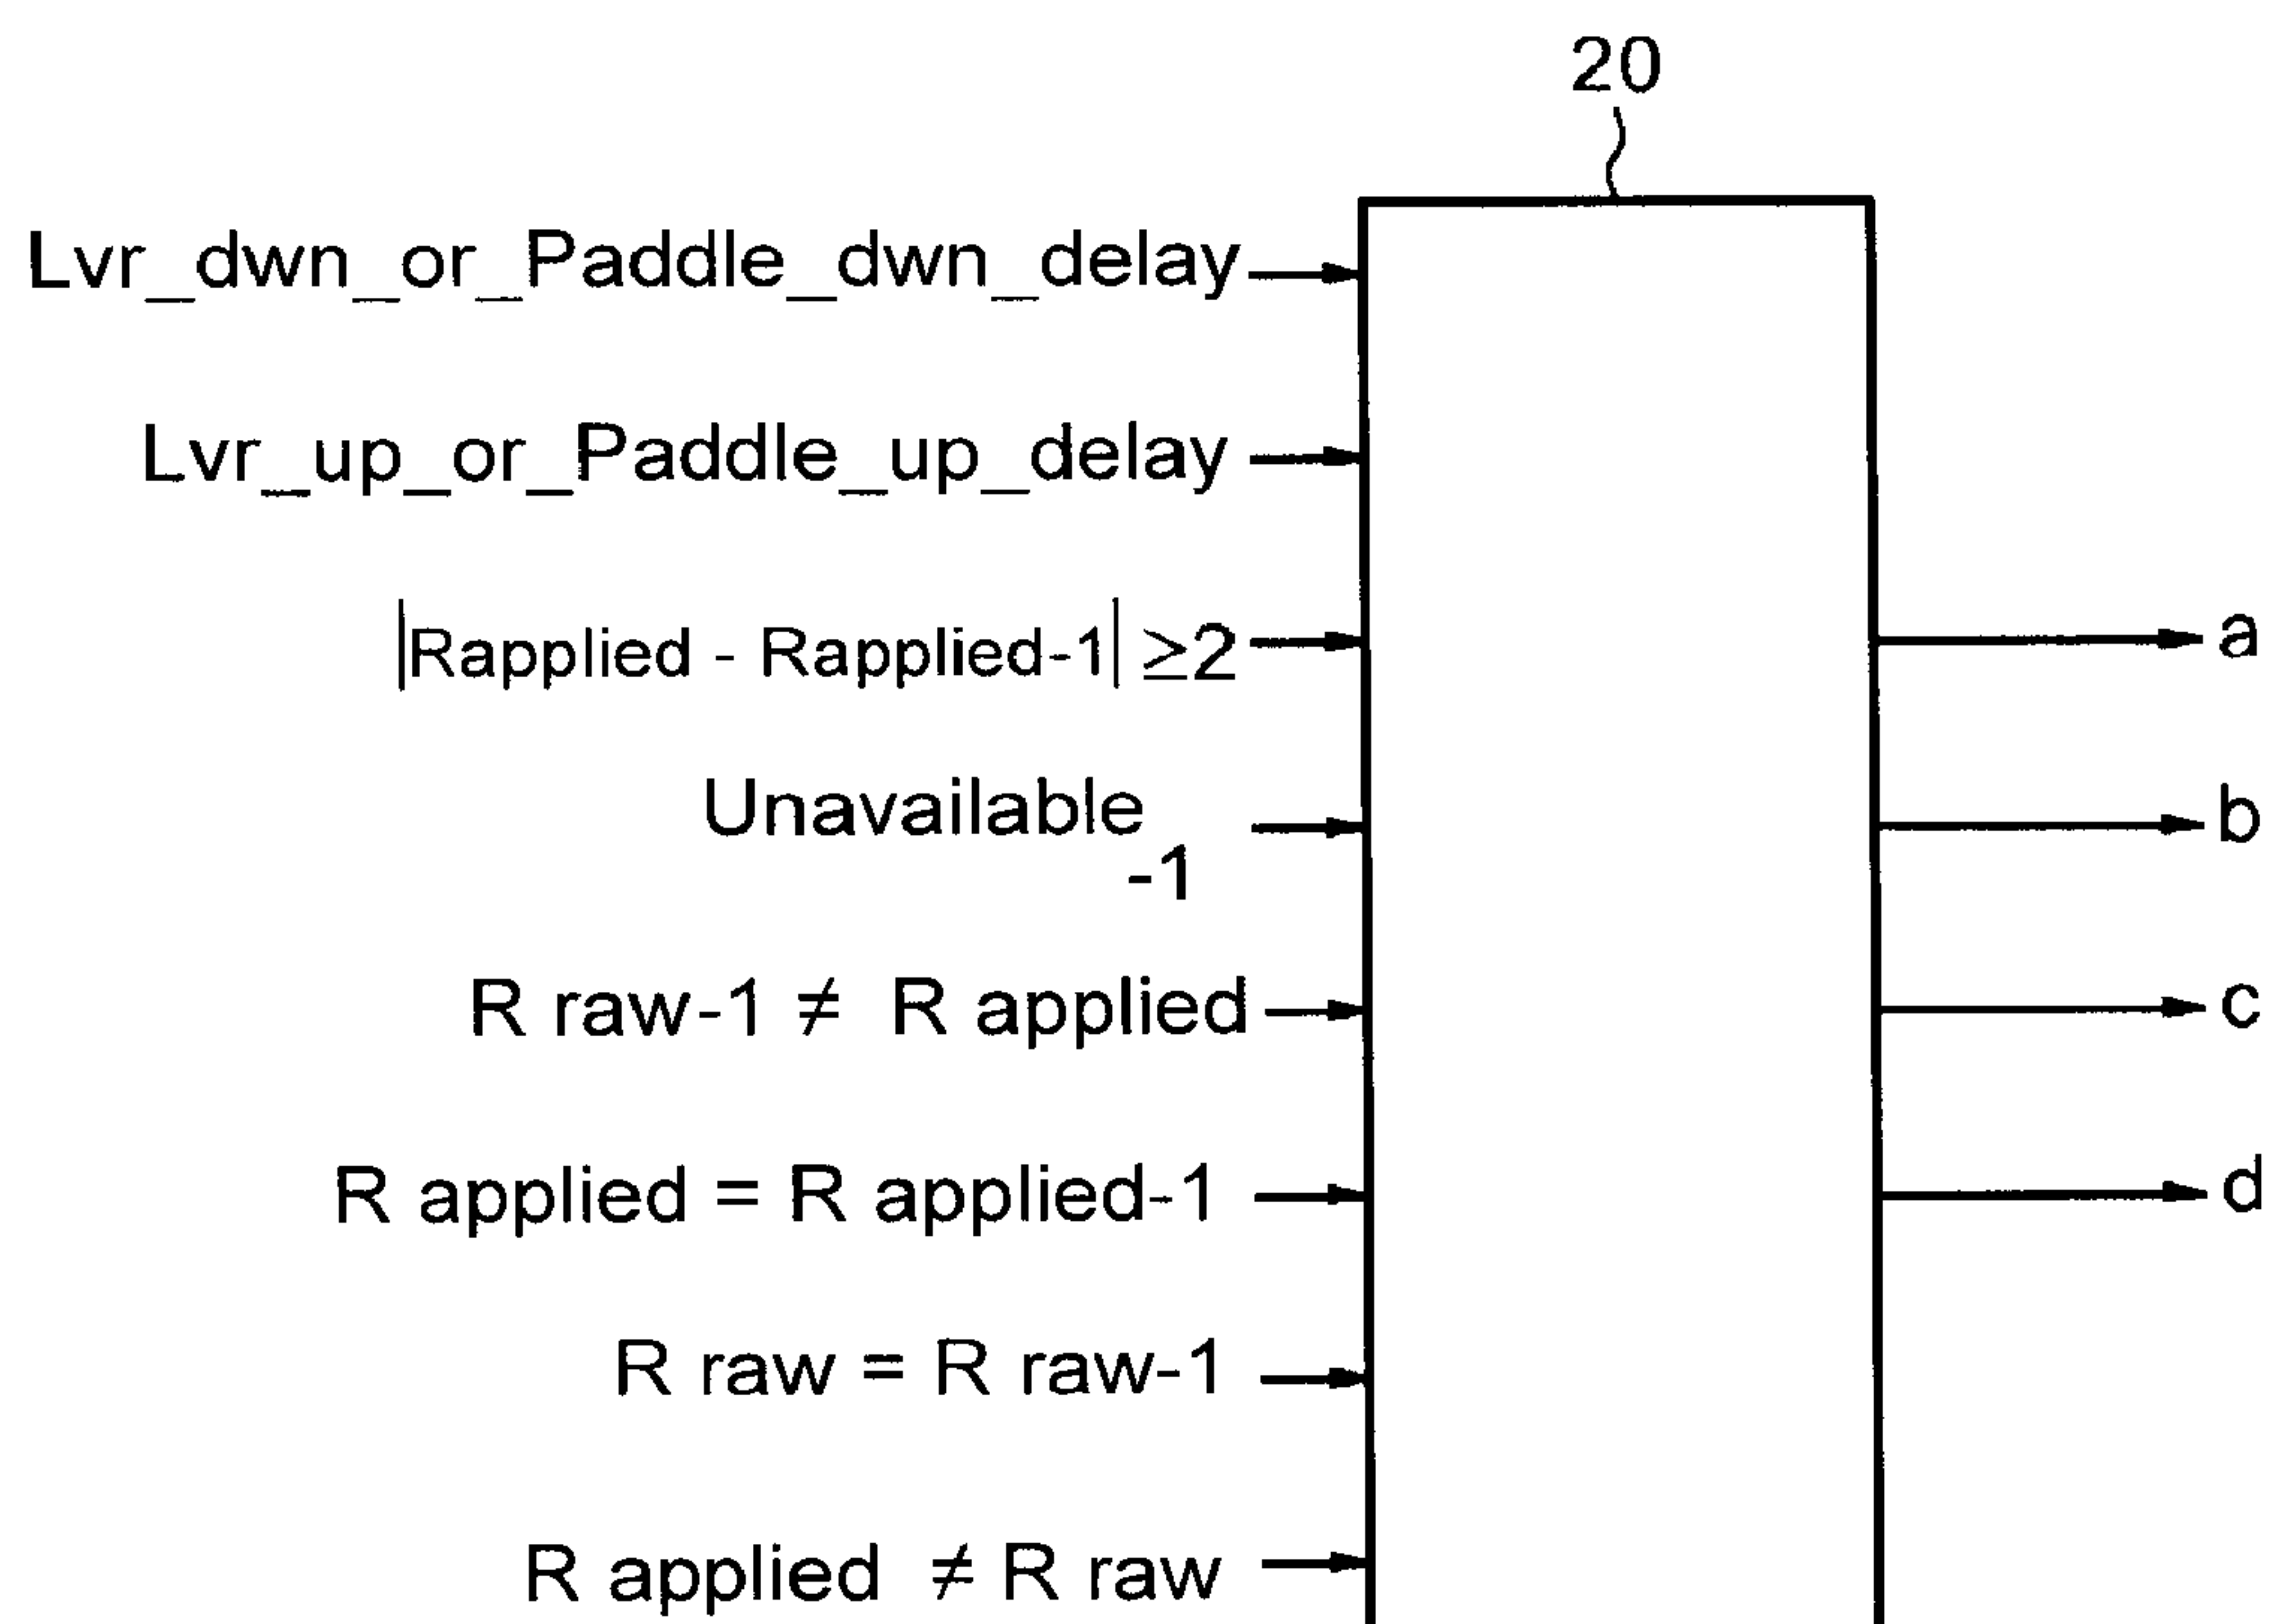 20
Lvr_dwn_or_Paddle_dwn_delay
Lvr_up_or_Paddle_up_delay
|Rapplied - Rapplied-1| ≥2
a
Unavailable
-1
b
R raw-1 ≠ R applied
c
R applied = R applied-1
d
R raw = R raw-1
R applied ≠ R raw